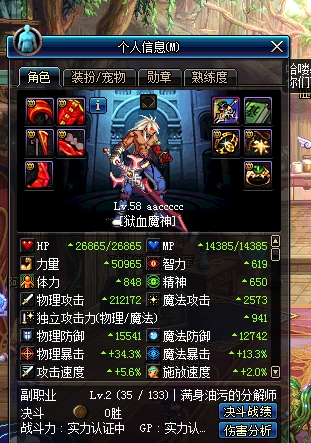 个人信息(M)
角色 装扮/宠物 勋章 熟练度
Lv.58 aaccccc
[狱血魔神]
HP 26865/26865 MP 14385/14385
力量 50965 智力 619
体力 848 精神 650
物理攻击 212172 魔法攻击 2573
独立攻击力(物理/魔法) 941
物理防御 15541 魔法防御 12742
物理暴击 +34.3% 魔法暴击 +13.3%
攻击速度 +5.6% 施放速度 +2.0%
副职业 Lv.2 (35 / 133) | 满身油污的分解师
决斗 0胜 决斗战绩
战斗力: 实力认证中 GP: 实力认... 伤害分析